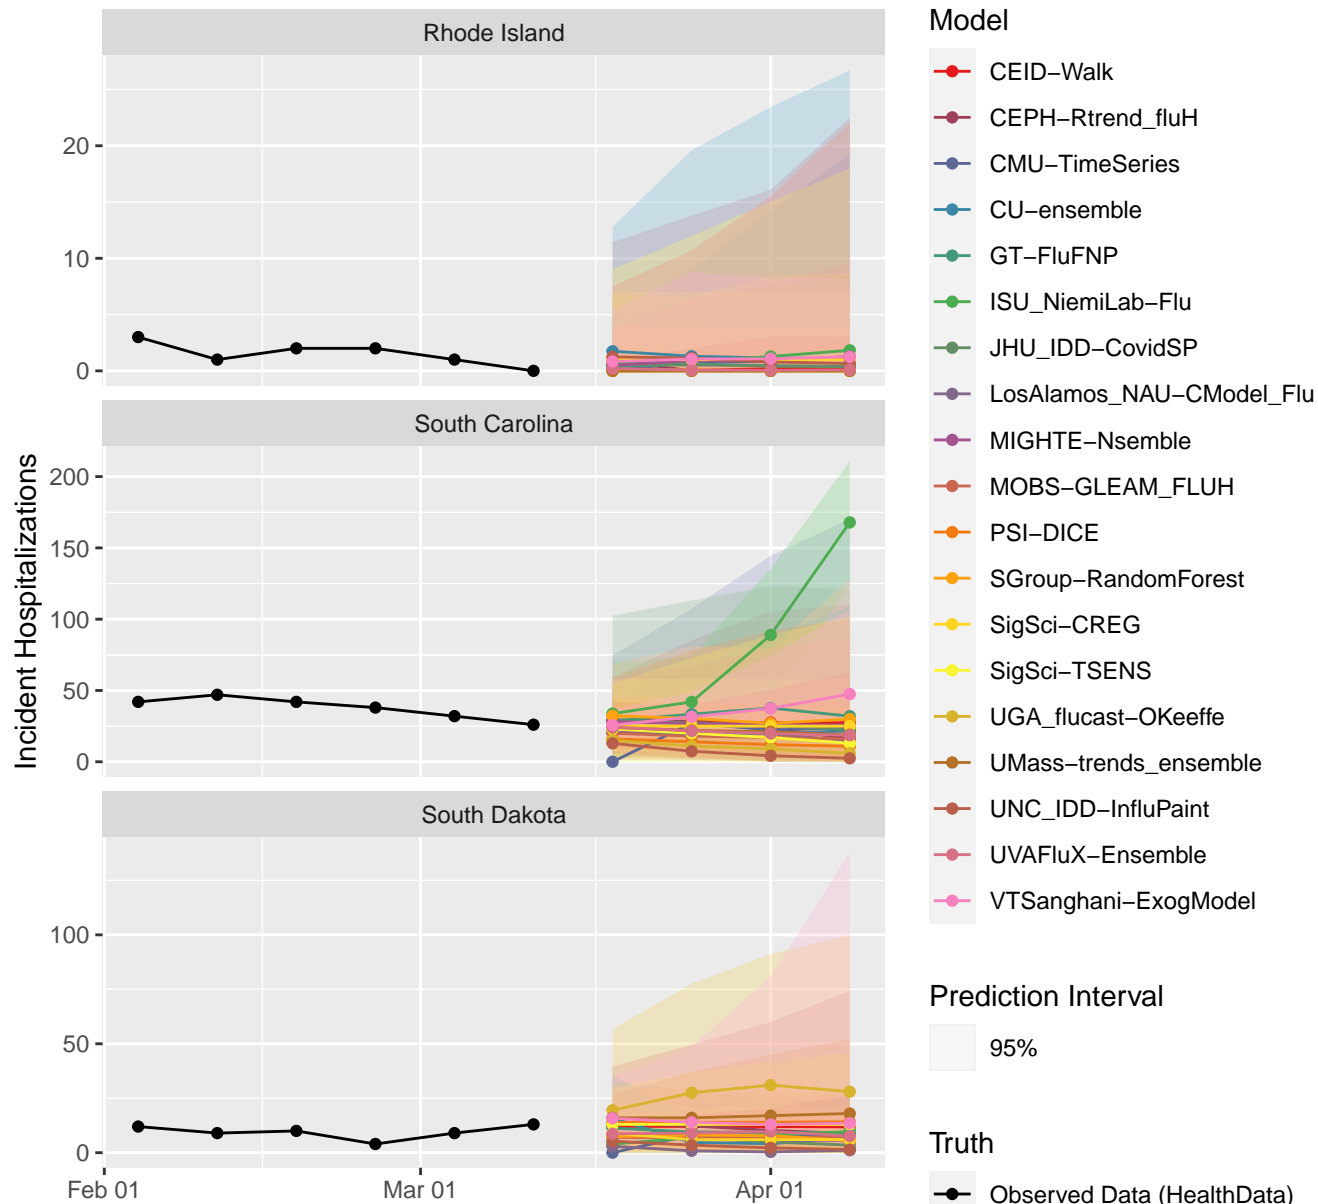 Rhode Island
20
10
0
South Carolina
200
150
100
50
0
South Dakota
100
50
0
Feb 01
Mar 01
Apr 01
Incident Hospitalizations
Model
CEID−Walk
CEPH−Rtrend_fluH
CMU−TimeSeries
CU−ensemble
GT−FluFNP
ISU_NiemiLab−Flu
JHU_IDD−CovidSP
LosAlamos_NAU−CModel_Flu
MIGHTE−Nsemble
MOBS−GLEAM_FLUH
PSI−DICE
SGroup−RandomForest
SigSci−CREG
SigSci−TSENS
UGA_flucast−OKeeffe
UMass−trends_ensemble
UNC_IDD−InfluPaint
UVAFluX−Ensemble
VTSanghani−ExogModel
Prediction Interval
95%
Truth
Observed Data (HealthData)